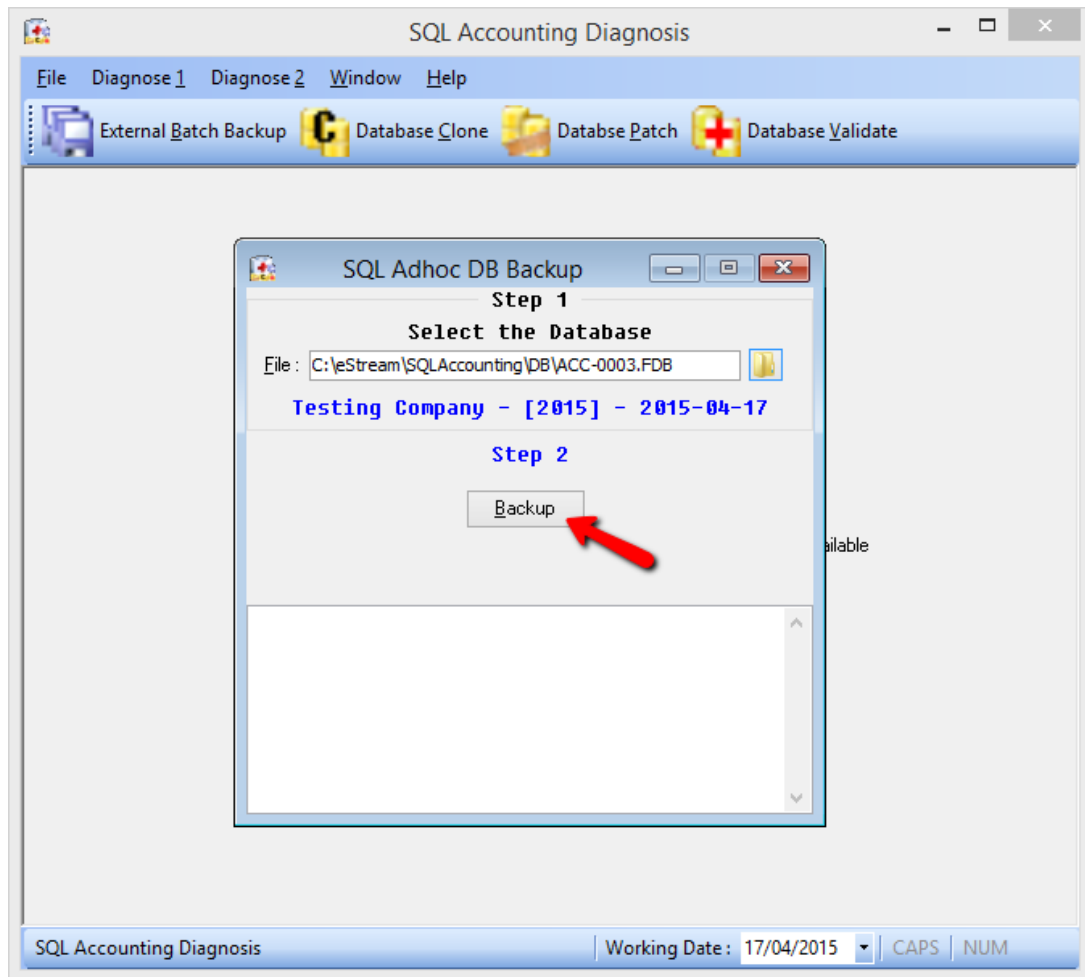 SQL Accounting Diagnosis
File Diagnose 1 Diagnose 2 Window Help
External Batch Backup Database Clone Databse Patch Database Validate
SQL Adhoc DB Backup
Step 1
Select the Database
File : C:\eStream\SQLAccounting\DB\ACC-0003.FDB
Testing Company - [2015] - 2015-04-17
Step 2
Backup
ailable
SQL Accounting Diagnosis Working Date : 17/04/2015 CAPS NUM